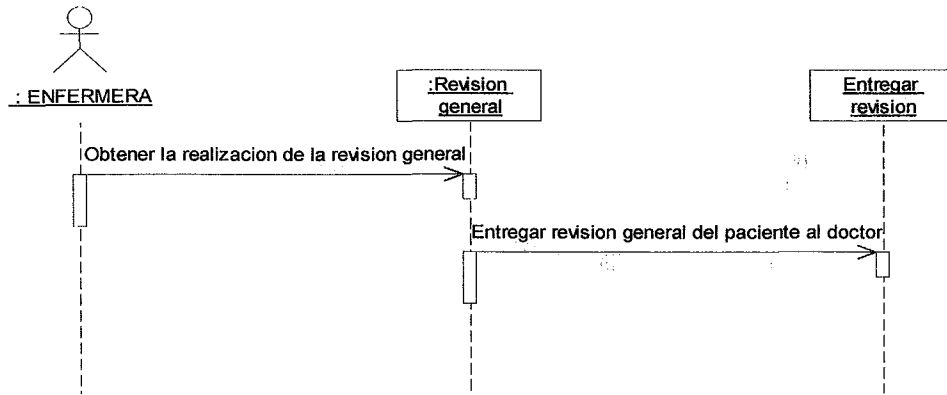 : ENFERMERA
:Revision
general
Entregar
revision
Obtener la realizacion de la revision general
Entregar revision general del paciente al doctor